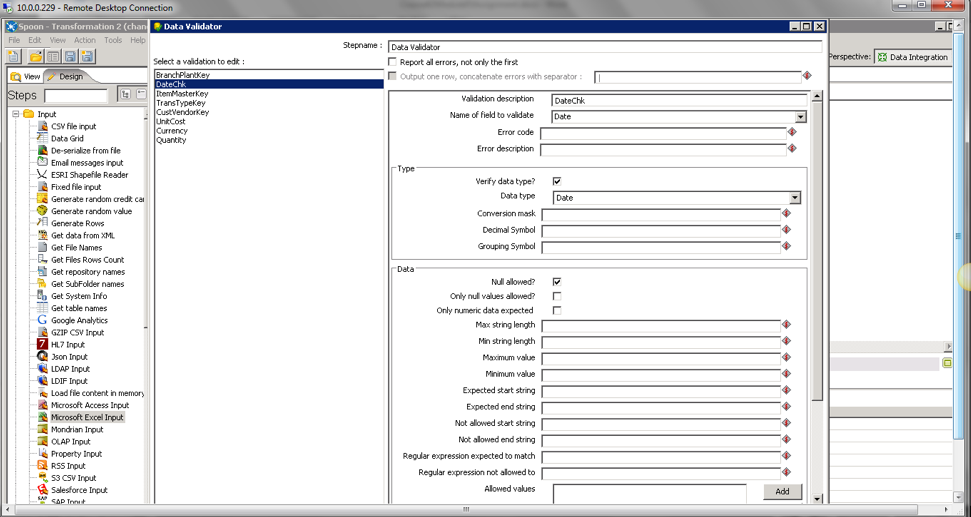 10.0.0.229 - Remote Desktop Connection
Spoon - Transformation 2 (chan
File Edit View Action Tools Help
View Design
Steps
Input
CSV file input
Data Grid
De-serialize from file
Email messages input
ESRI Shapefile Reader
Fixed file input
Generate random credit car
Generate random value
Generate Rows
Get data from XML
Get File Names
Get Files Rows Count
Get repository names
Get SubFolder names
Get System Info
Get table names
Google Analytics
GZIP CSV Input
HL7 Input
Json Input
LDAP Input
LDIF Input
Load file content in memory
Microsoft Access Input
Microsoft Excel Input
Mondrian Input
OLAP Input
Property Input
RSS Input
S3 CSV Input
Salesforce Input
SAP Input
Data Validator
Stepname : Data Validator
Select a validation to edit :
BranchPlantKey
DateChk
ItemMasterKey
TransTypeKey
CustVendorKey
UnitCost
Currency
Quantity
Report all errors, not only the first
Output one row, concatenate errors with separator :
Validation description DateChk
Name of field to validate Date
Error code
Error description
Type
Verify data type?
Data type Date
Conversion mask
Decimal Symbol
Grouping Symbol
Data
Null allowed?
Only null values allowed?
Only numeric data expected
Max string length
Min string length
Maximum value
Minimum value
Expected start string
Expected end string
Not allowed start string
Not allowed end string
Regular expression expected to match
Regular expression not allowed to
Allowed values
Add
Perspective: Data Integration